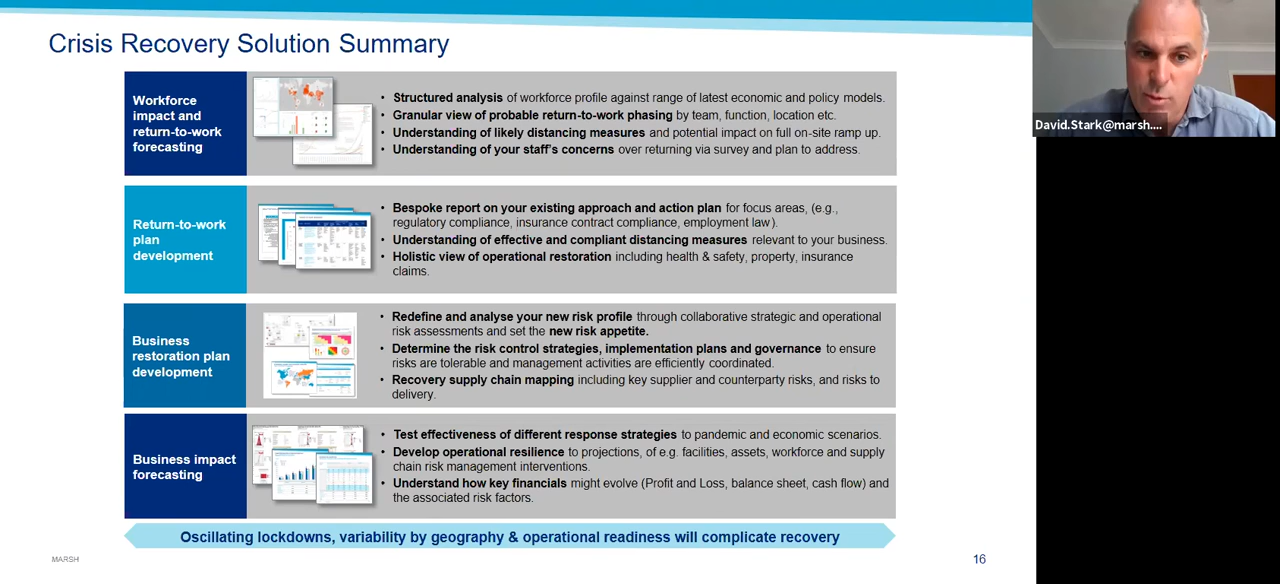 Crisis Recovery Solution Summary
Workforce
impact and
return-to-work
forecasting
• Structured analysis of workforce profile against range of latest economic and policy models.
• Granular view of probable return-to-work phasing by team, function, location etc.
• Understanding of likely distancing measures and potential impact on full on-site ramp up.
• Understanding of your staff's concerns over returning via survey and plan to address.
Return-to-work
plan
development
• Bespoke report on your existing approach and action plan for focus areas, (e.g.,
regulatory compliance, insurance contract compliance, employment law).
• Understanding of effective and compliant distancing measures relevant to your business.
• Holistic view of operational restoration including health & safety, property, insurance
claims.
Business
restoration plan
development
• Redefine and analyse your new risk profile through collaborative strategic and operational
risk assessments and set the new risk appetite.
• Determine the risk control strategies, implementation plans and governance to ensure
risks are tolerable and management activities are efficiently coordinated.
• Recovery supply chain mapping including key supplier and counterparty risks, and risks to
delivery.
Business impact
forecasting
• Test effectiveness of different response strategies to pandemic and economic scenarios.
• Develop operational resilience to projections, of e.g. facilities, assets, workforce and supply
chain risk management interventions.
• Understand how key financials might evolve (Profit and Loss, balance sheet, cash flow) and
the associated risk factors.
Oscillating lockdowns, variability by geography & operational readiness will complicate recovery
MARSH
16
David.Stark@marsh....